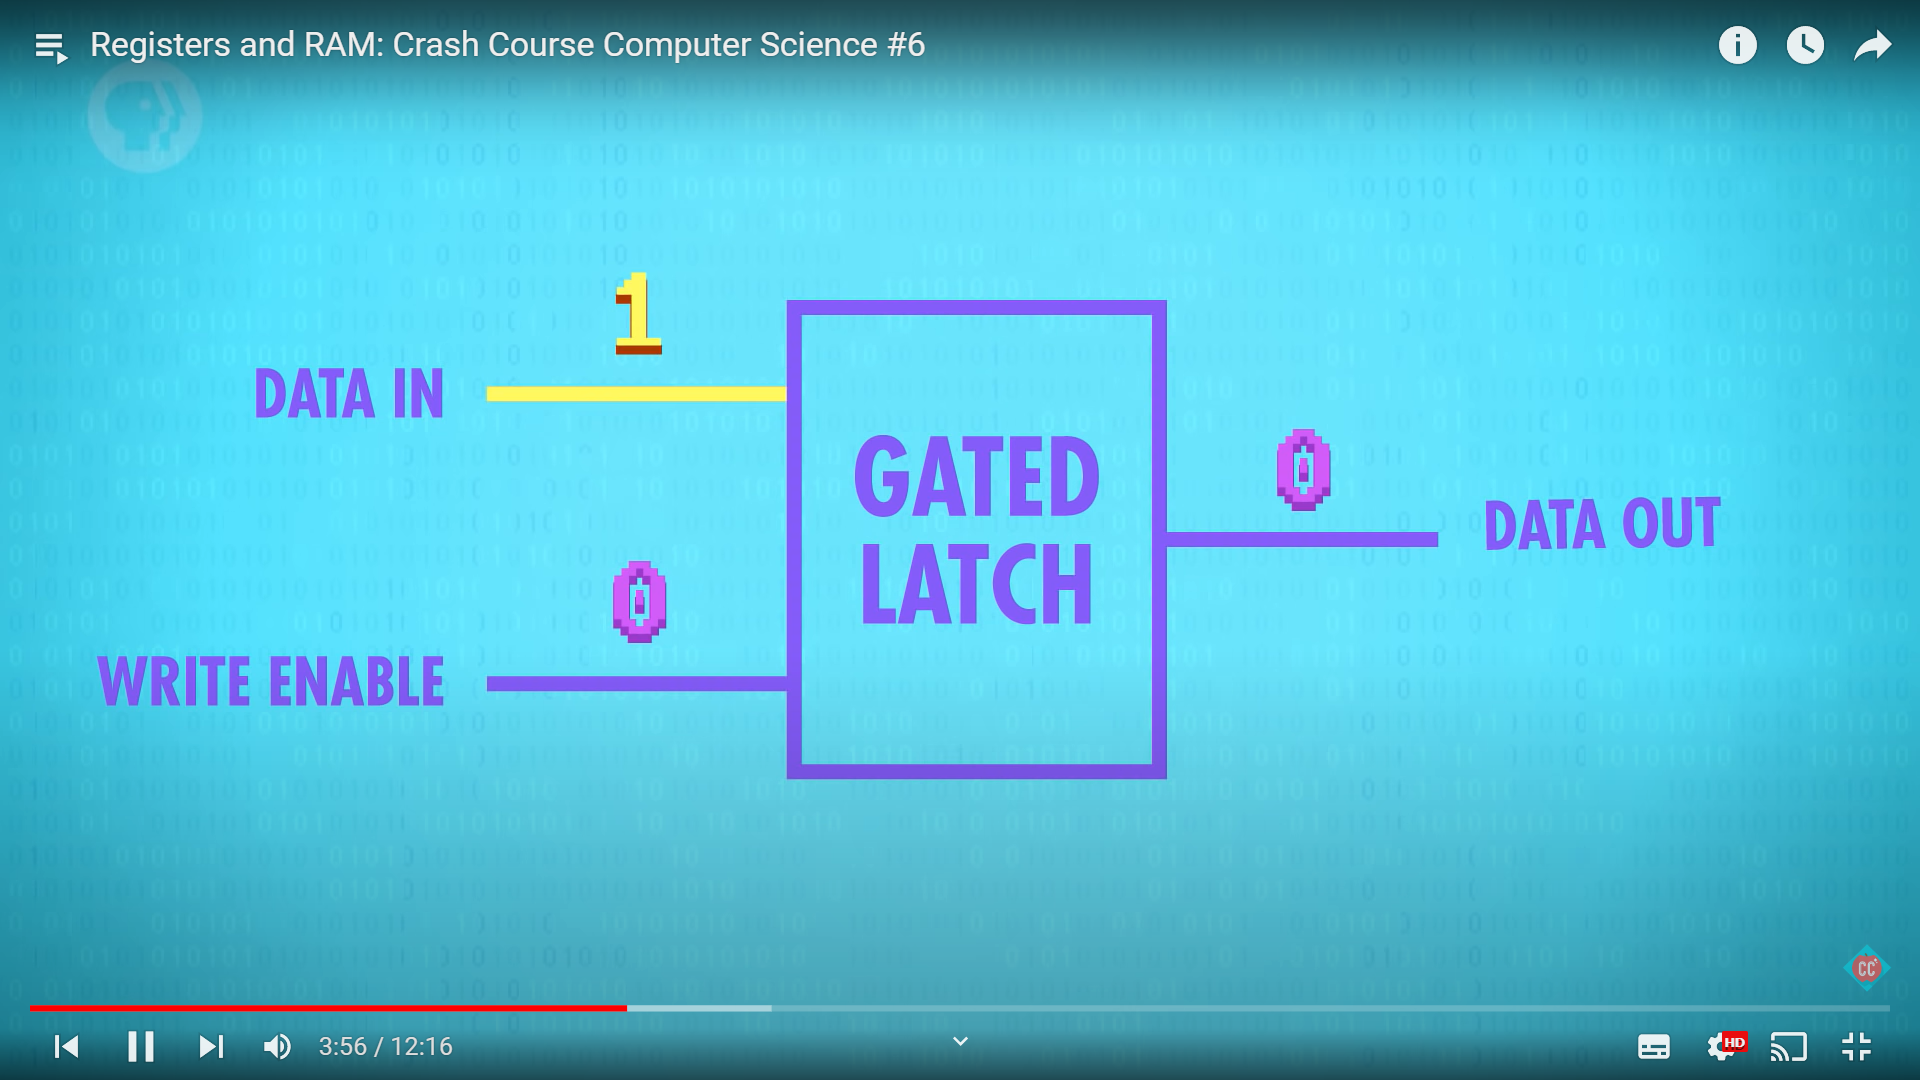 Registers and RAM: Crash Course Computer Science #6
1
DATA IN
GATED
LATCH
0
DATA OUT
0
WRITE ENABLE
CC
3:56 / 12:16
HD